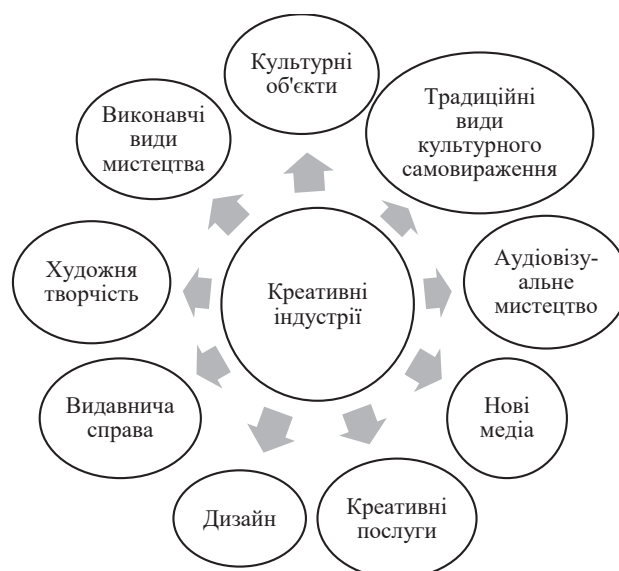 Культурні
об'єкти
Традиційні
види
культурного
самовираження
Аудіовізу-
альне
мистецтво
Нові
медіа
Креативні
послуги
Дизайн
Видавнича
справа
Художня
творчість
Виконавчі
види
мистецтва
Креативні
індустрії